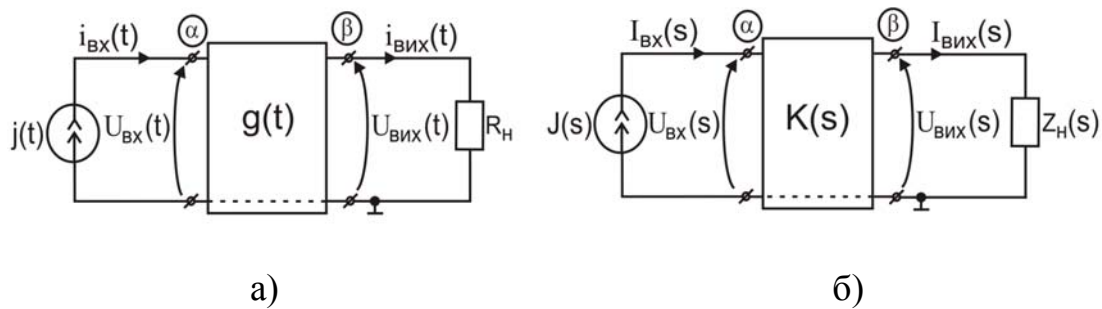 iвх(t) α β iвих(t)
j(t) Uвх(t) g(t) Uвих(t) Rн
а)
Iвх(s) α β Iвих(s)
J(s) Uвх(s) K(s) Uвих(s) Zн(s)
б)